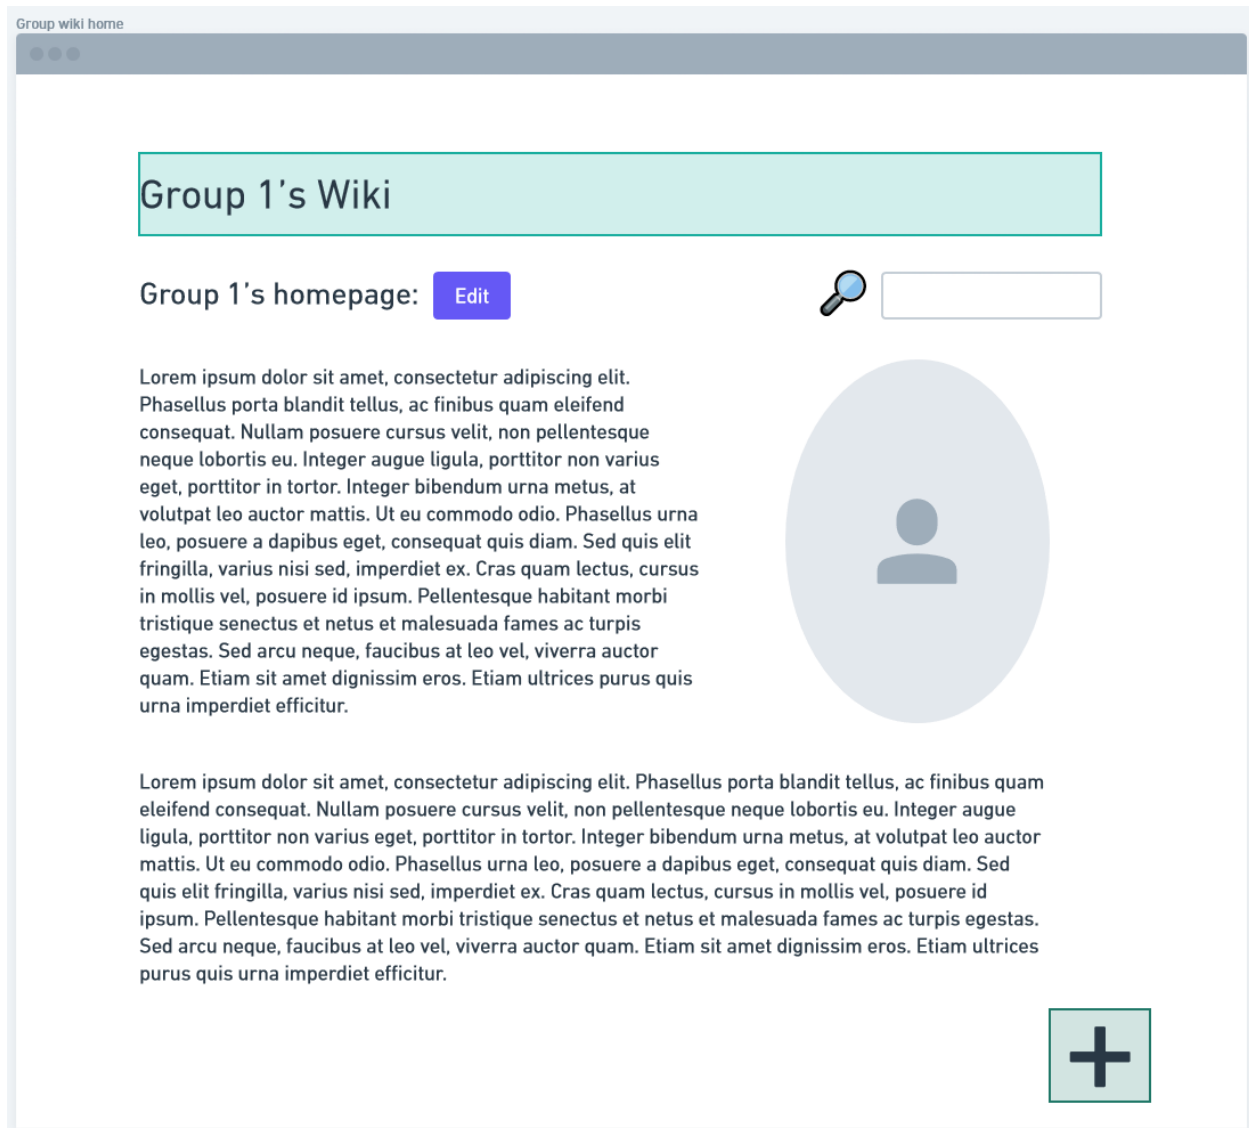 Group wiki home
Group 1’s Wiki
Group 1’s homepage: Edit
Lorem ipsum dolor sit amet, consectetur adipiscing elit.
Phasellus porta blandit tellus, ac finibus quam eleifend
consequat. Nullam posuere cursus velit, non pellentesque
neque lobortis eu. Integer augue ligula, porttitor non varius
eget, porttitor in tortor. Integer bibendum urna metus, at
volutpat leo auctor mattis. Ut eu commodo odio. Phasellus urna
leo, posuere a dapibus eget, consequat quis diam. Sed quis elit
fringilla, varius nisi sed, imperdiet ex. Cras quam lectus, cursus
in mollis vel, posuere id ipsum. Pellentesque habitant morbi
tristique senectus et netus et malesuada fames ac turpis
egestas. Sed arcu neque, faucibus at leo vel, viverra auctor
quam. Etiam sit amet dignissim eros. Etiam ultrices purus quis
urna imperdiet efficitur.
Lorem ipsum dolor sit amet, consectetur adipiscing elit. Phasellus porta blandit tellus, ac finibus quam
eleifend consequat. Nullam posuere cursus velit, non pellentesque neque lobortis eu. Integer augue
ligula, porttitor non varius eget, porttitor in tortor. Integer bibendum urna metus, at volutpat leo auctor
mattis. Ut eu commodo odio. Phasellus urna leo, posuere a dapibus eget, consequat quis diam. Sed
quis elit fringilla, varius nisi sed, imperdiet ex. Cras quam lectus, cursus in mollis vel, posuere id
ipsum. Pellentesque habitant morbi tristique senectus et netus et malesuada fames ac turpis egestas.
Sed arcu neque, faucibus at leo vel, viverra auctor quam. Etiam sit amet dignissim eros. Etiam ultrices
purus quis urna imperdiet efficitur.